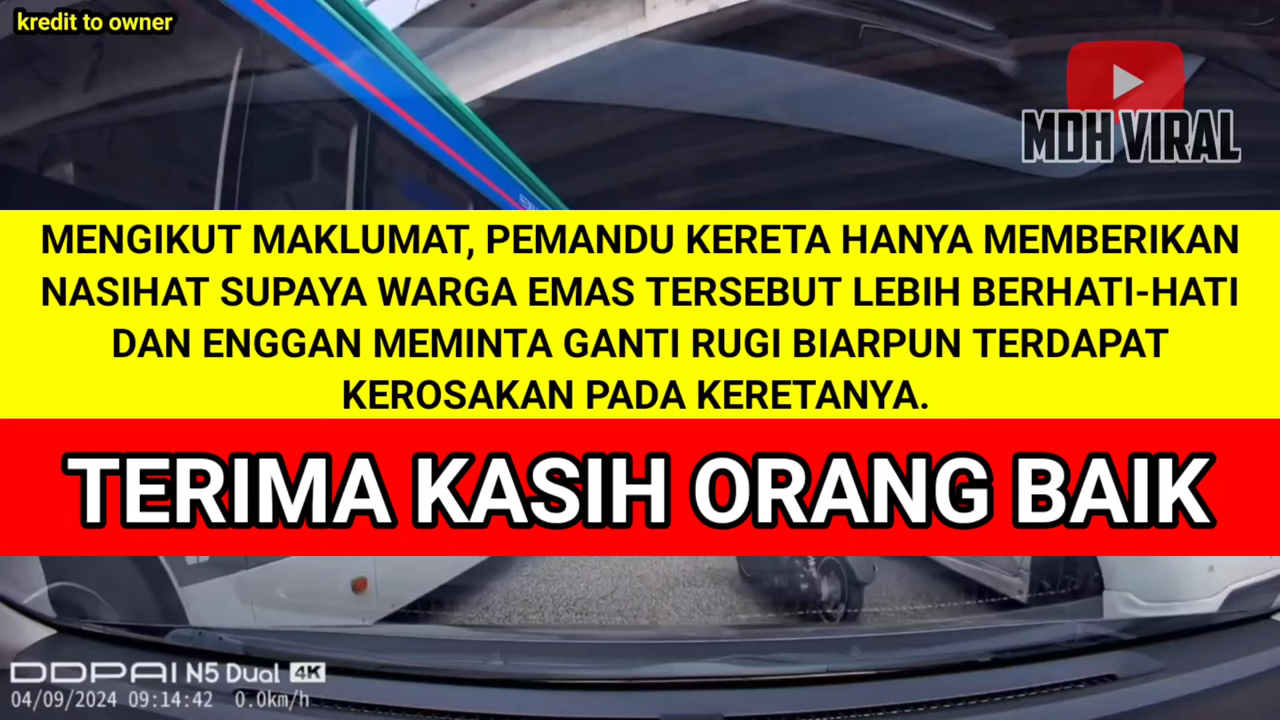 kredit to owner
MDH VIRAL
MENGIKUT MAKLUMAT, PEMANDU KERETA HANYA MEMBERIKAN
NASIHAT SUPAYA WARGA EMAS TERSEBUT LEBIH BERHATI-HATI
DAN ENGGAN MEMINTA GANTI RUGI BIARPUN TERDAPAT
KEROSAKAN PADA KERETANYA.
TERIMA KASIH ORANG BAIK
DDPAI N5 Dual 4K
04/09/2024 09:14:42 0.0km/h